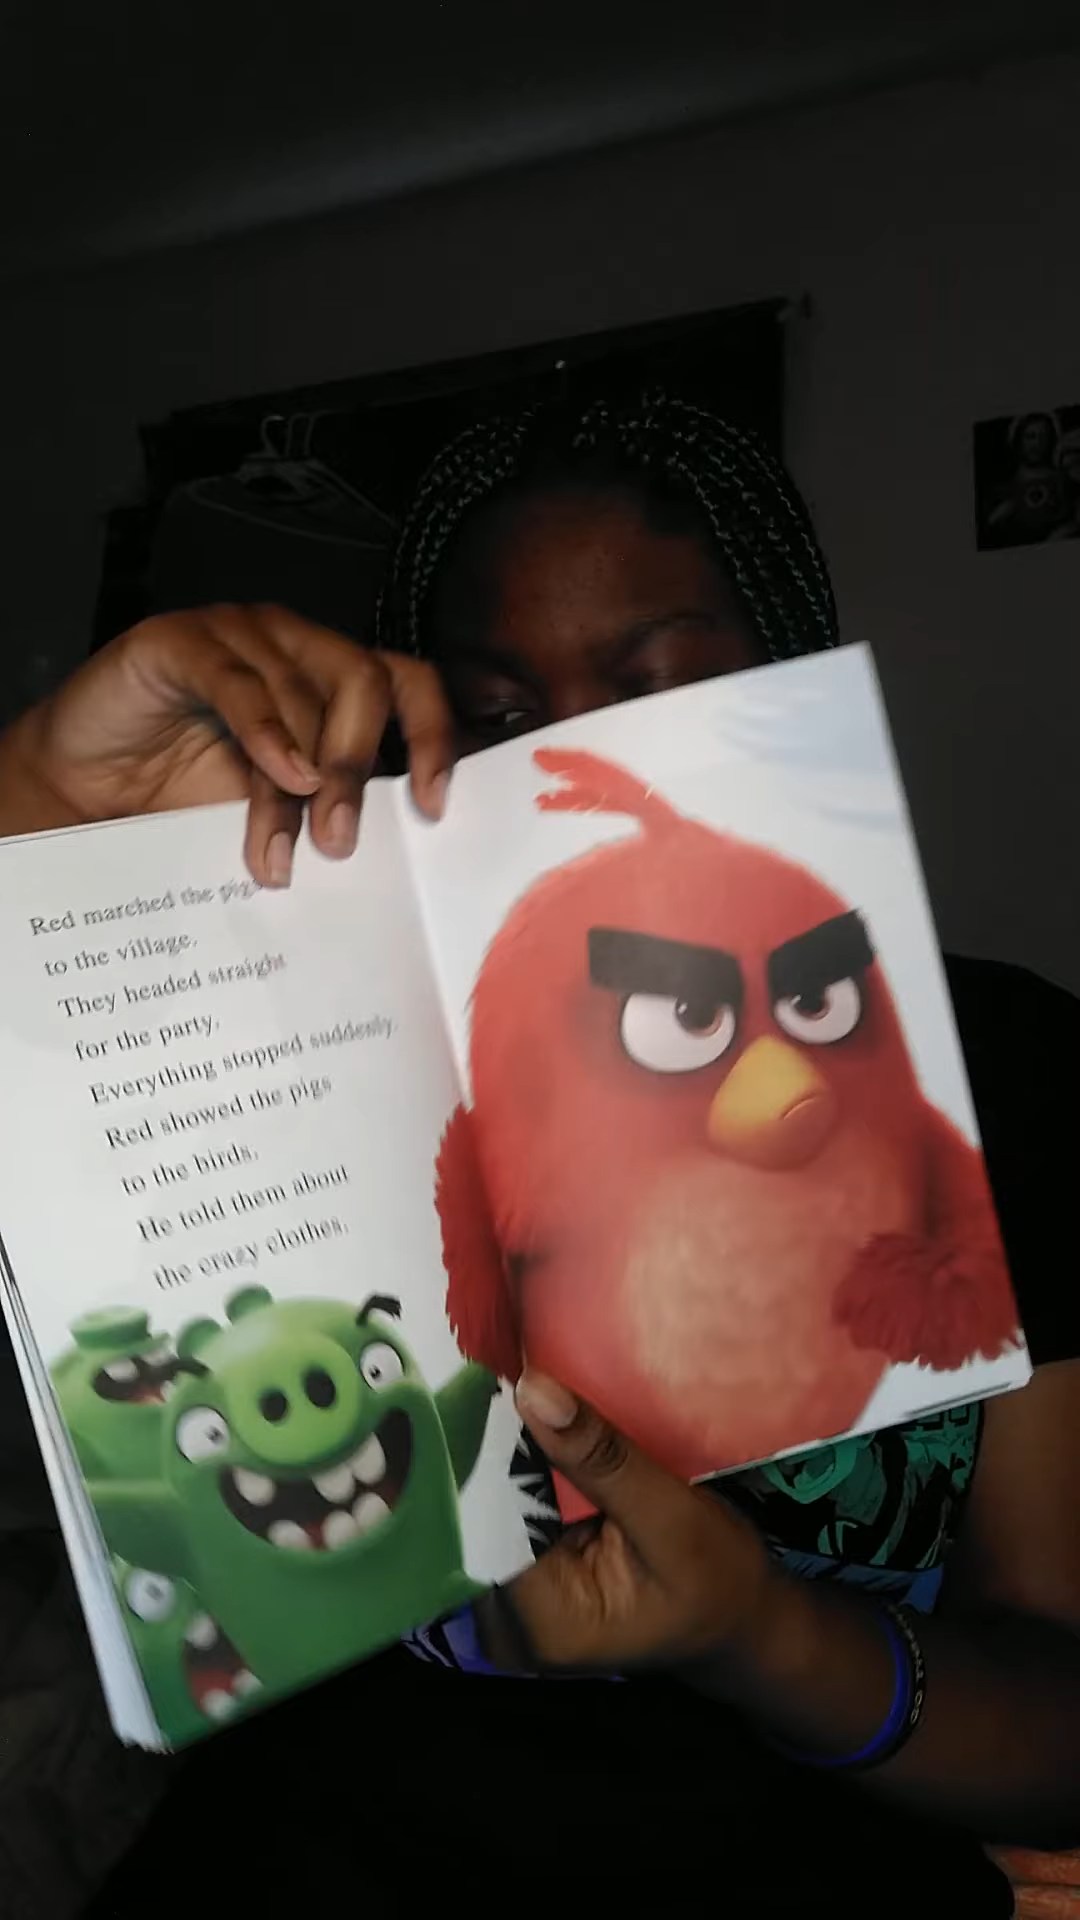 Red marched the pigs
to the village.
They headed straight
for the party.
Everything stopped suddenly.
Red showed the pigs
to the birds.
He told them about
the crazy clothes.